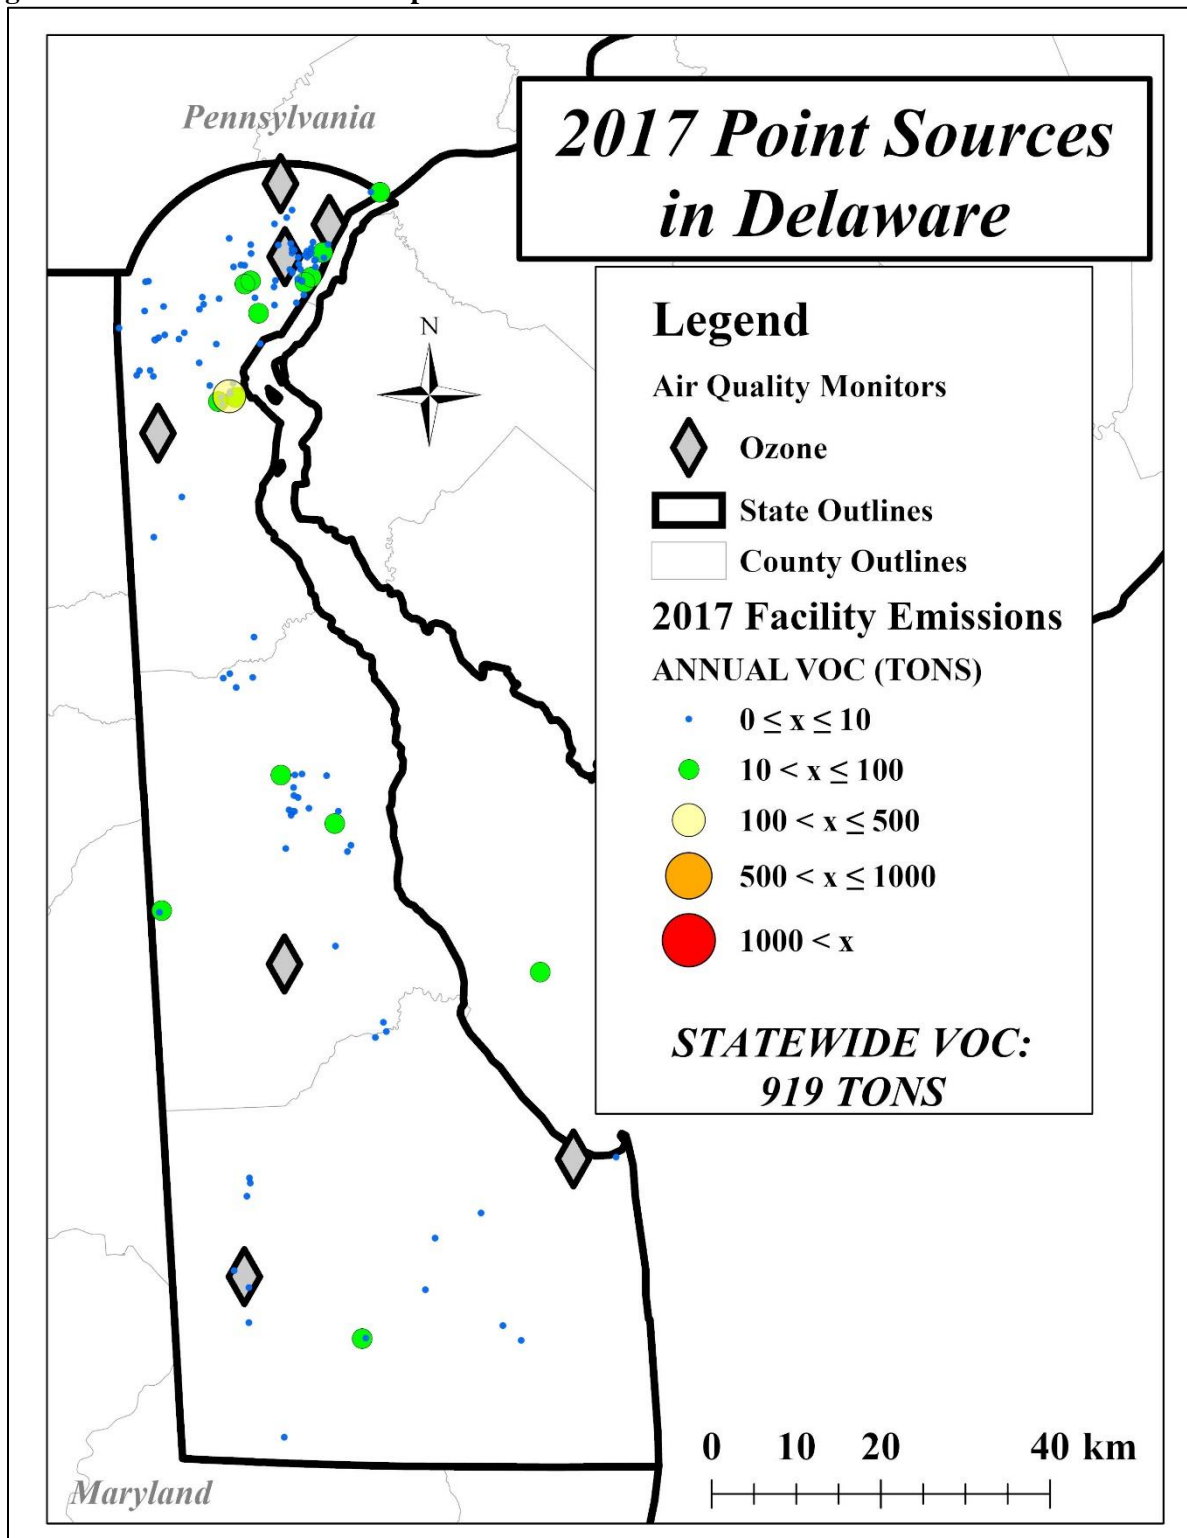 Pennsylvania
2017 Point Sources
in Delaware
N
Legend
Air Quality Monitors
Ozone
State Outlines
County Outlines
2017 Facility Emissions
ANNUAL VOC (TONS)
0 ≤ x ≤ 10
10 < x ≤ 100
100 < x ≤ 500
500 < x ≤ 1000
1000 < x
STATEWIDE VOC:
919 TONS
0 10 20 40 km
Maryland